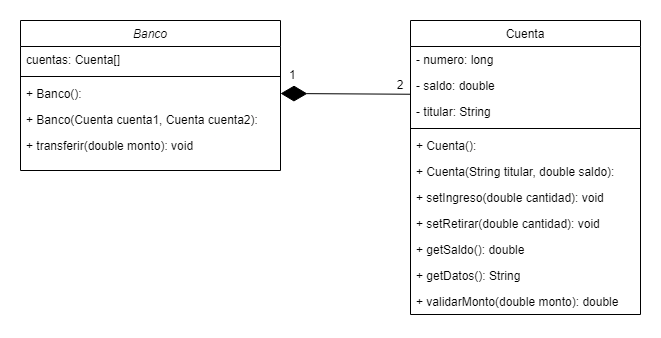 Banco
cuentas: Cuenta[]
+ Banco():
+ Banco(Cuenta cuenta1, Cuenta cuenta2):
+ transferir(double monto): void
1
2
Cuenta
- numero: long
- saldo: double
- titular: String
+ Cuenta():
+ Cuenta(String titular, double saldo):
+ setIngreso(double cantidad): void
+ setRetirar(double cantidad): void
+ getSaldo(): double
+ getDatos(): String
+ validarMonto(double monto): double